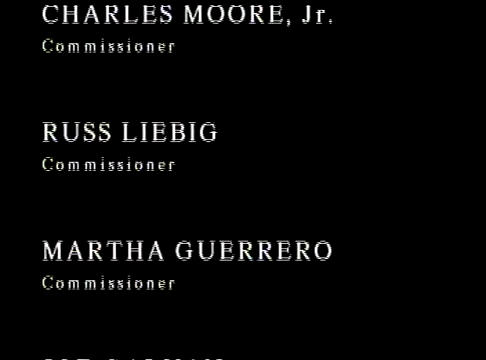 CHARLES MOORE, Jr.
Commissioner
RUSS LIEBIG
Commissioner
MARTHA GUERRERO
Commissioner